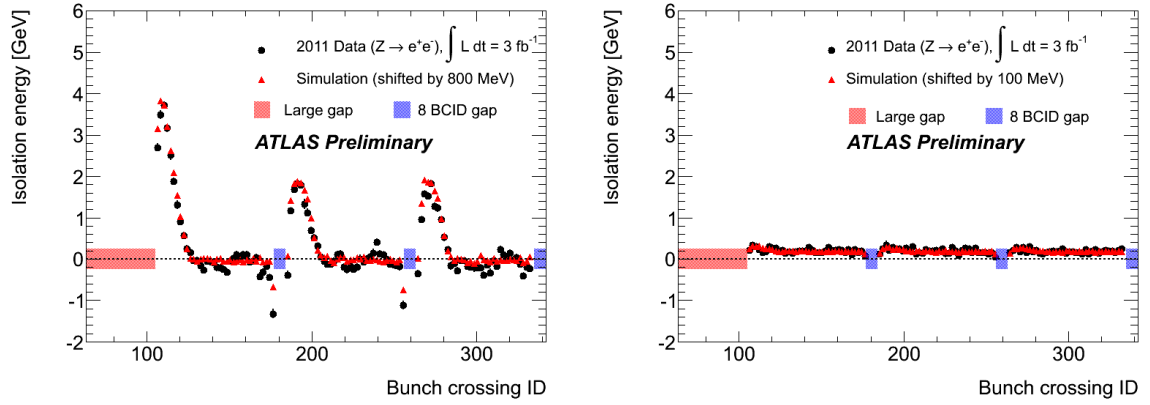 Isolation energy [GeV]
6
5
4
3
2
1
0
-1
-2
2011 Data (Z → e⁺e⁻), ∫ L dt = 3 fb⁻¹
Simulation (shifted by 800 MeV)
Large gap
8 BCID gap
ATLAS Preliminary
100
200
300
Bunch crossing ID
Isolation energy [GeV]
6
5
4
3
2
1
0
-1
-2
2011 Data (Z → e⁺e⁻), ∫ L dt = 3 fb⁻¹
Simulation (shifted by 100 MeV)
Large gap
8 BCID gap
ATLAS Preliminary
100
200
300
Bunch crossing ID